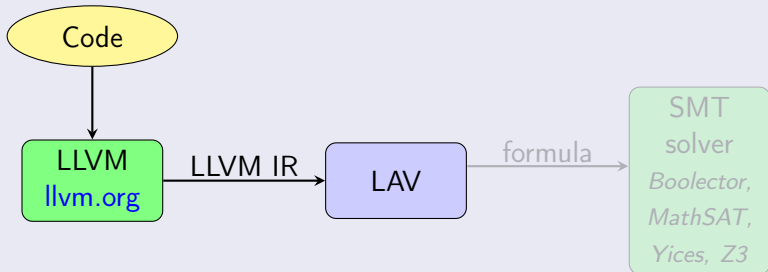 Code
LLVM
llvm.org
LLVM IR
LAV
formula
SMT
solver
Boolector,
MathSAT,
Yices, Z3